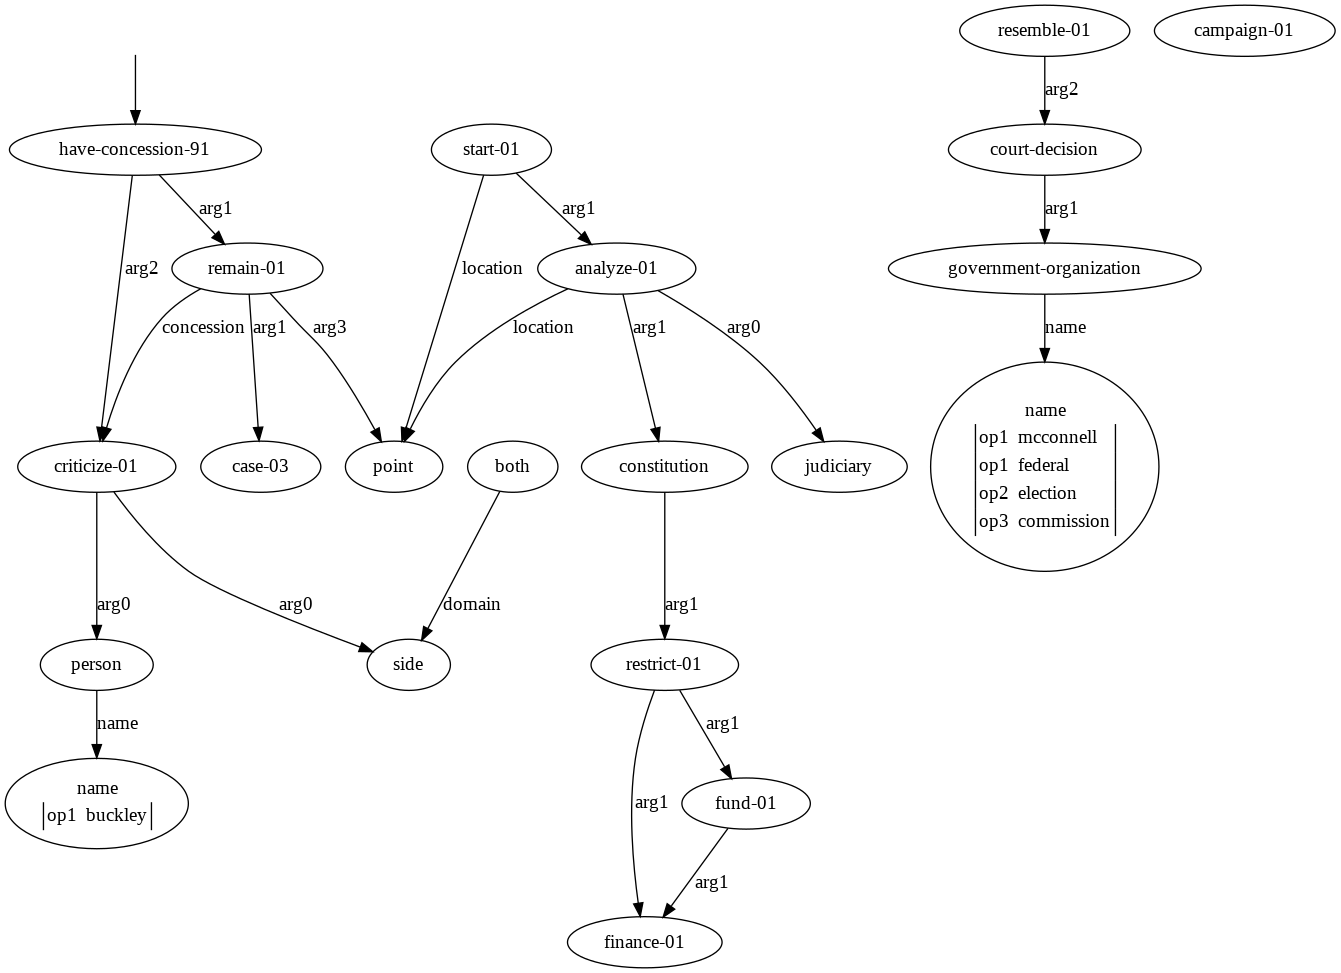 resemble-01
campaign-01
arg2
have-concession-91
start-01
court-decision
arg1
arg1
arg1
arg2
remain-01
location
analyze-01
government-organization
concession
arg1
arg3
location
arg1
arg0
name
criticize-01
case-03
point
both
constitution
judiciary
name
op1 mcconnell
op1 federal
op2 election
op3 commission
arg0
arg0
domain
arg1
person
side
restrict-01
name
arg1
name
op1 buckley
arg1
fund-01
arg1
finance-01